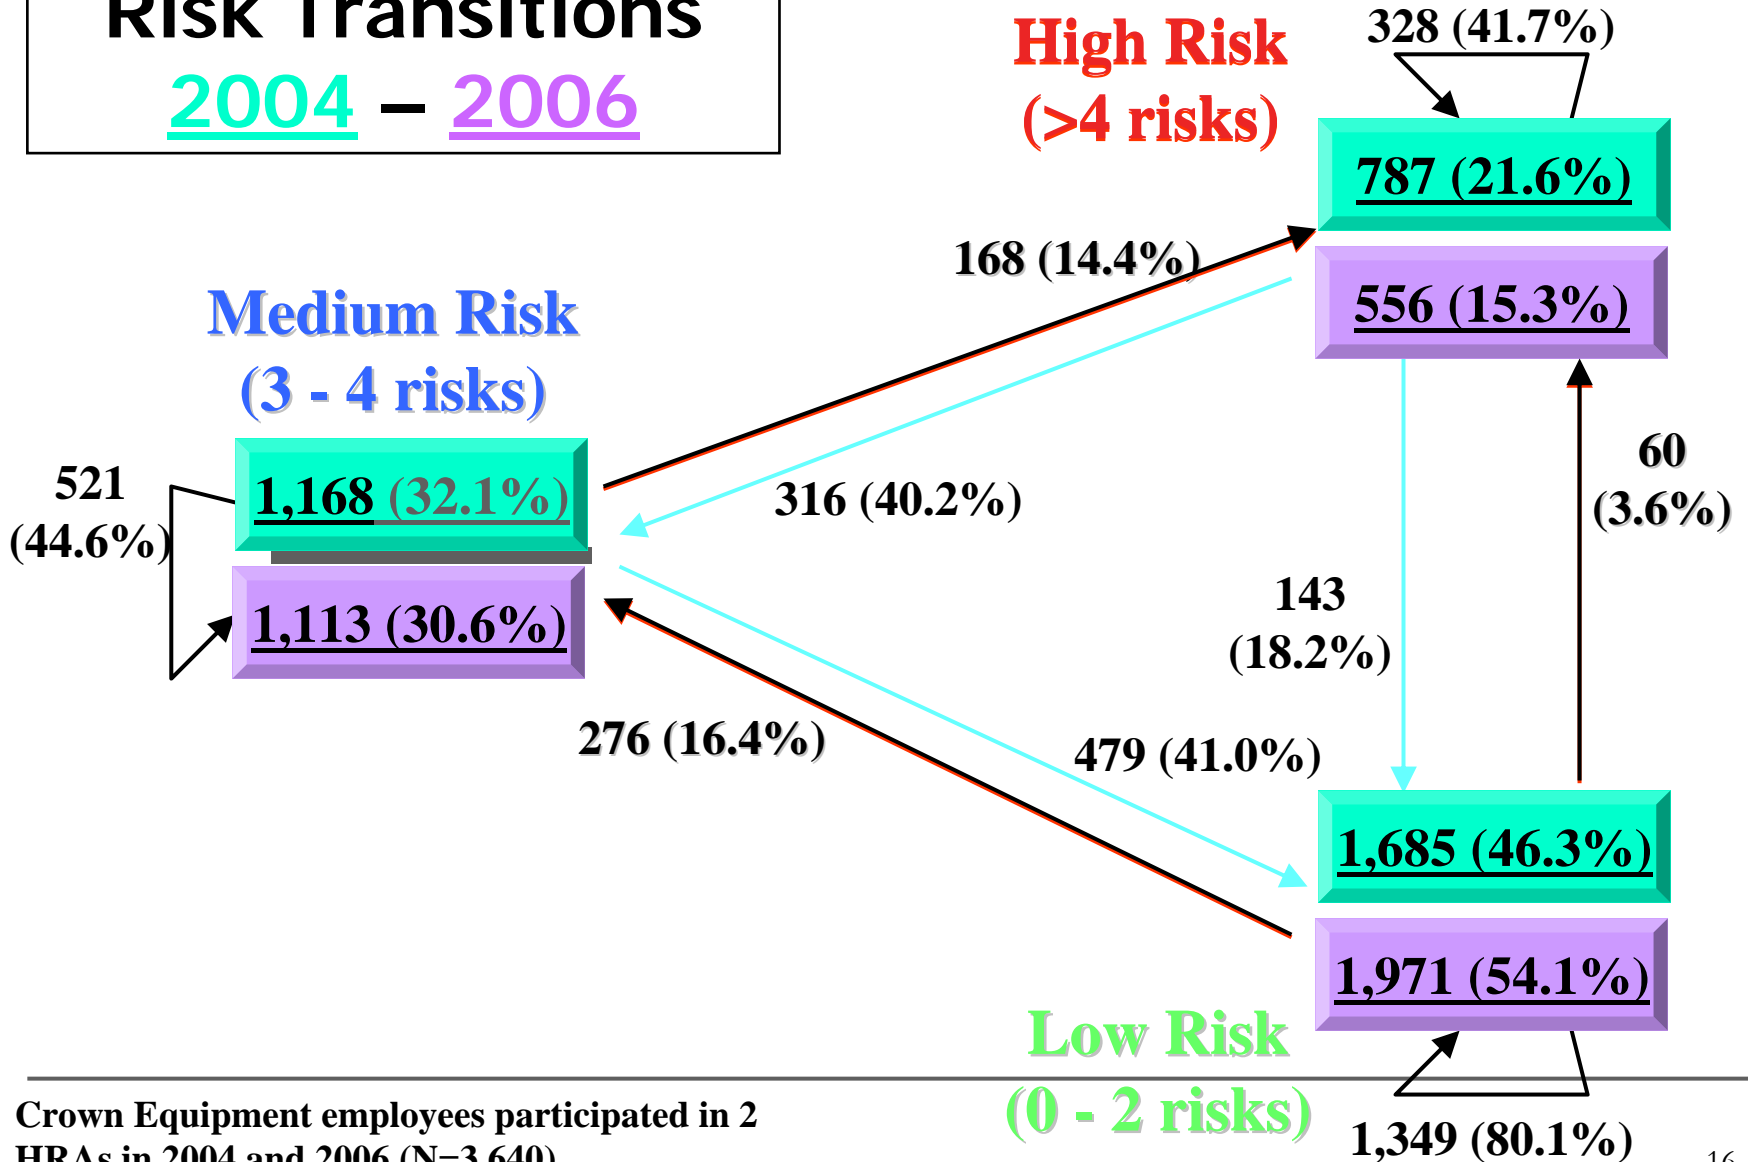 Risk Transitions
2004 – 2006
High Risk
(>4 risks)
328 (41.7%)
787 (21.6%)
556 (15.3%)
168 (14.4%)
Medium Risk
(3 - 4 risks)
521
(44.6%)
1,168 (32.1%)
1,113 (30.6%)
316 (40.2%)
60
(3.6%)
143
(18.2%)
276 (16.4%)
479 (41.0%)
1,685 (46.3%)
1,971 (54.1%)
Low Risk
(0 - 2 risks)
1,349 (80.1%)
Crown Equipment employees participated in 2
HRAs in 2004 and 2006 (N=3,640)
16